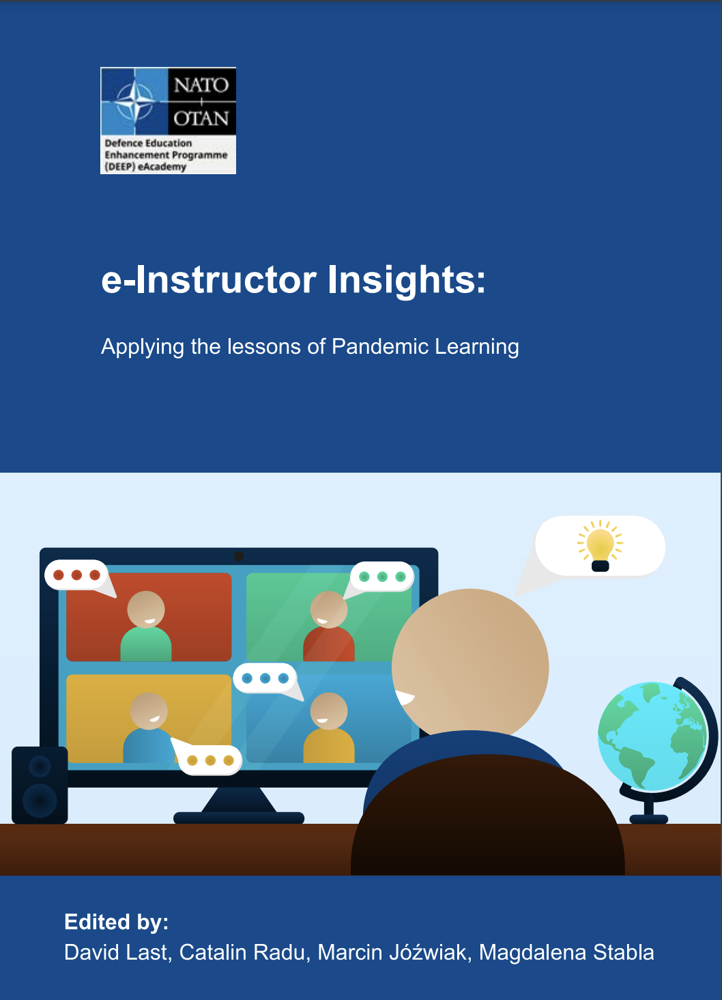 NATO
OTAN
Defence Education
Enhancement Programme
(DEEP) eAcademy
e-Instructor Insights:
Applying the lessons of Pandemic Learning
Edited by:
David Last, Catalin Radu, Marcin Jóźwiak, Magdalena Stabla